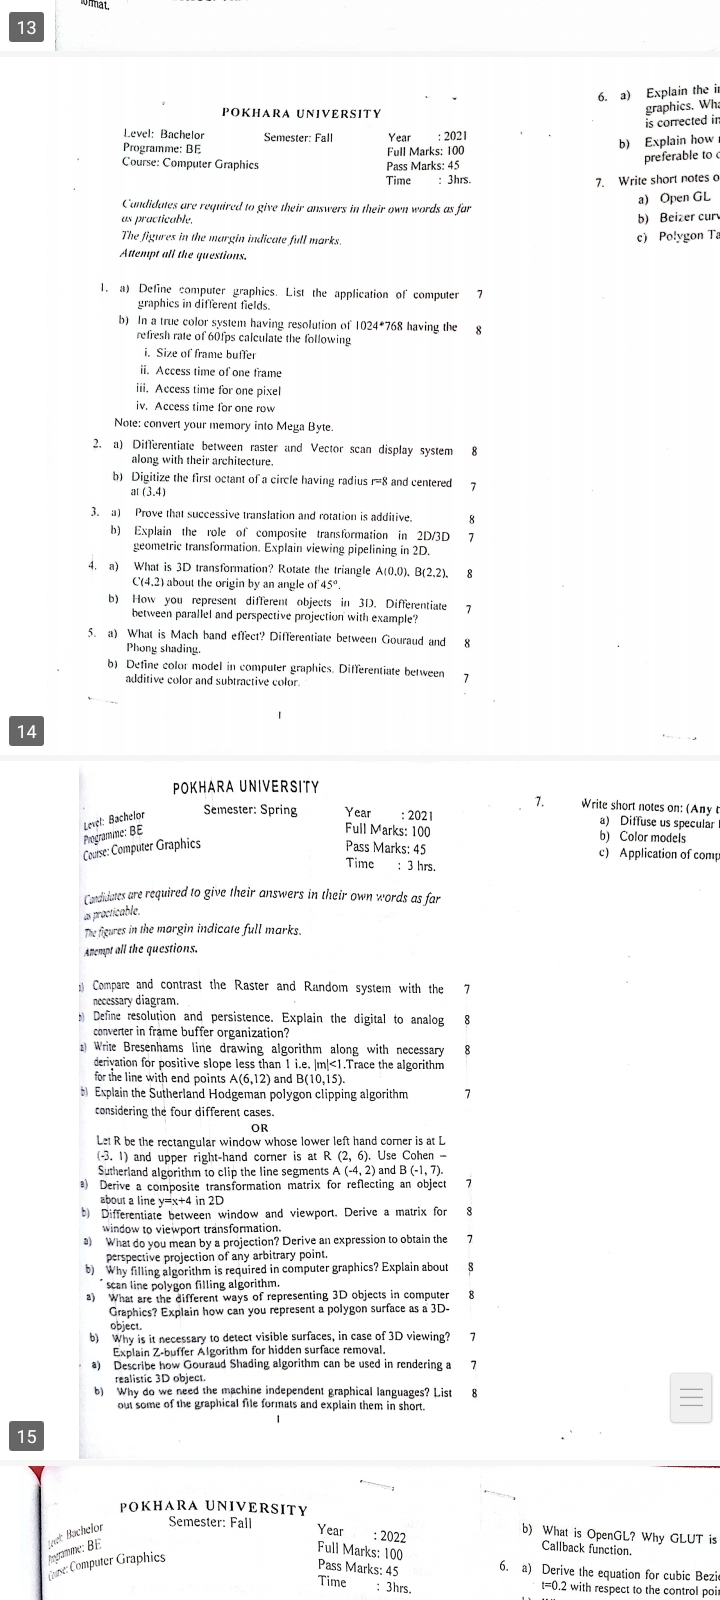 ormat.
13
POKHARA UNIVERSITY
Level: Bachelor Semester: Fall Year : 2021
Programme: BE Full Marks: 100
Course: Computer Graphics Pass Marks: 45
Time : 3hrs.
Candidates are required to give their answers in their own words as far
as practicable.
The figures in the margin indicate full marks.
Attempt all the questions.
1. a) Define computer graphics. List the application of computer 7
graphics in different fields.
b) In a true color system having resolution of 1024*768 having the 8
refresh rate of 60fps calculate the following
i. Size of frame buffer
ii. Access time of one frame
iii. Access time for one pixel
iv. Access time for one row
Note: convert your memory into Mega Byte.
2. a) Differentiate between raster and Vector scan display system 8
along with their architecture.
b) Digitize the first octant of a circle having radius r=8 and centered 7
at (3,4)
3. a) Prove that successive translation and rotation is additive. 8
b) Explain the role of composite transformation in 2D/3D 7
geometric transformation. Explain viewing pipelining in 2D.
4. a) What is 3D transformation? Rotate the triangle A(0,0), B(2,2), 8
C(4,2) about the origin by an angle of 45°.
b) How you represent different objects in 3D. Differentiate 7
between parallel and perspective projection with example?
5. a) What is Mach band effect? Differentiate between Gouraud and 8
Phong shading.
b) Define color model in computer graphics. Differentiate between 7
additive color and subtractive color.
1
6. a) Explain the i
graphics. Wha
is corrected in
b) Explain how
preferable to
7. Write short notes o
a) Open GL
b) Beizer curv
c) Polygon Ta
14
POKHARA UNIVERSITY
Level: Bachelor Semester: Spring Year : 2021
Programme: BE Full Marks: 100
Course: Computer Graphics Pass Marks: 45
Time : 3 hrs.
Candidates are required to give their answers in their own words as far
as practicable.
The figures in the margin indicate full marks.
Attempt all the questions.
a) Compare and contrast the Raster and Random system with the 7
necessary diagram.
b) Define resolution and persistence. Explain the digital to analog 8
converter in frame buffer organization?
a) Write Bresenhams line drawing algorithm along with necessary 8
derivation for positive slope less than 1 i.e. |m|<1.Trace the algorithm
for the line with end points A(6,12) and B(10,15).
b) Explain the Sutherland Hodgeman polygon clipping algorithm 7
considering the four different cases.
OR
Let R be the rectangular window whose lower left hand corner is at L
(-3, 1) and upper right-hand corner is at R (2, 6). Use Cohen –
Sutherland algorithm to clip the line segments A (-4, 2) and B (-1, 7).
a) Derive a composite transformation matrix for reflecting an object 7
about a line y=x+4 in 2D
b) Differentiate between window and viewport. Derive a matrix for 8
window to viewport transformation.
a) What do you mean by a projection? Derive an expression to obtain the 7
perspective projection of any arbitrary point.
b) Why filling algorithm is required in computer graphics? Explain about 8
scan line polygon filling algorithm.
a) What are the different ways of representing 3D objects in computer 8
Graphics? Explain how can you represent a polygon surface as a 3D-
object.
b) Why is it necessary to detect visible surfaces, in case of 3D viewing? 7
Explain Z-buffer Algorithm for hidden surface removal.
a) Describe how Gouraud Shading algorithm can be used in rendering a 7
realistic 3D object.
b) Why do we need the machine independent graphical languages? List 8
out some of the graphical file formats and explain them in short.
1
7. Write short notes on: (Any t
a) Diffuse us specular
b) Color models
c) Application of comp
15
POKHARA UNIVERSITY
Level: Bachelor Semester: Fall Year : 2022
Programme: BE Full Marks: 100
Course: Computer Graphics Pass Marks: 45
Time : 3hrs.
b) What is OpenGL? Why GLUT is
Callback function.
6. a) Derive the equation for cubic Bezie
t=0.2 with respect to the control poi